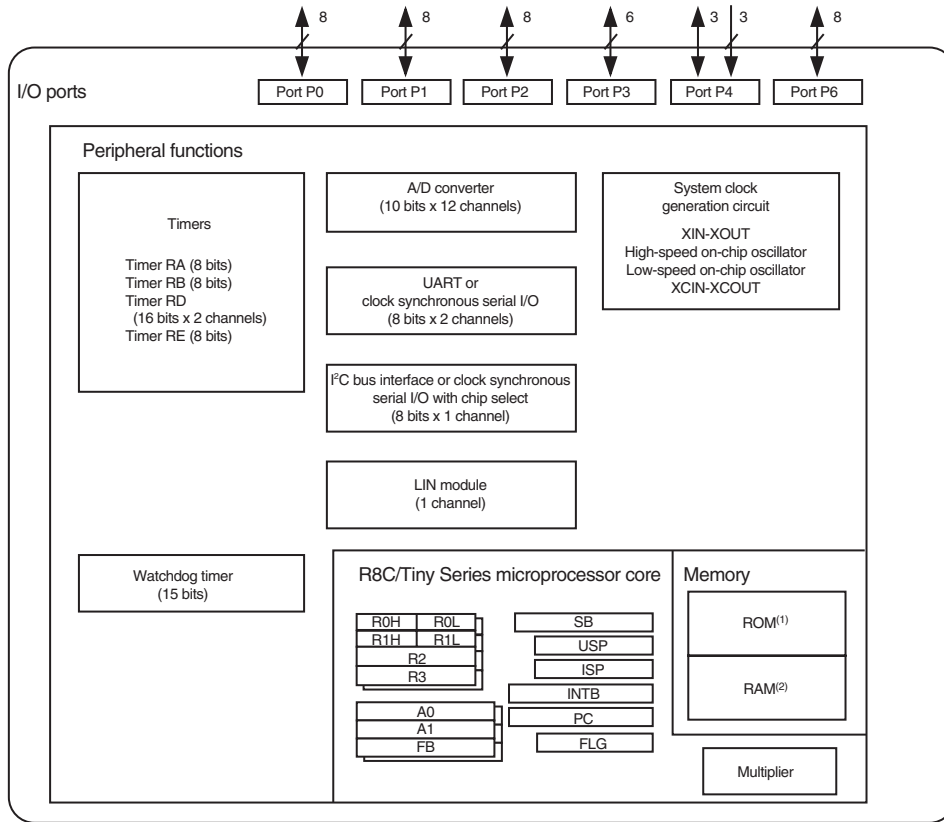 8
8
8
6
3
3
8
I/O ports
Port P0
Port P1
Port P2
Port P3
Port P4
Port P6
Peripheral functions
Timers
Timer RA (8 bits)
Timer RB (8 bits)
Timer RD
(16 bits x 2 channels)
Timer RE (8 bits)
A/D converter
(10 bits x 12 channels)
UART or
clock synchronous serial I/O
(8 bits x 2 channels)
I²C bus interface or clock synchronous
serial I/O with chip select
(8 bits x 1 channel)
LIN module
(1 channel)
System clock
generation circuit
XIN-XOUT
High-speed on-chip oscillator
Low-speed on-chip oscillator
XCIN-XCOUT
Watchdog timer
(15 bits)
R8C/Tiny Series microprocessor core
R0H
R0L
R1H
R1L
R2
R3
A0
A1
FB
SB
USP
ISP
INTB
PC
FLG
Memory
ROM(1)
RAM(2)
Multiplier